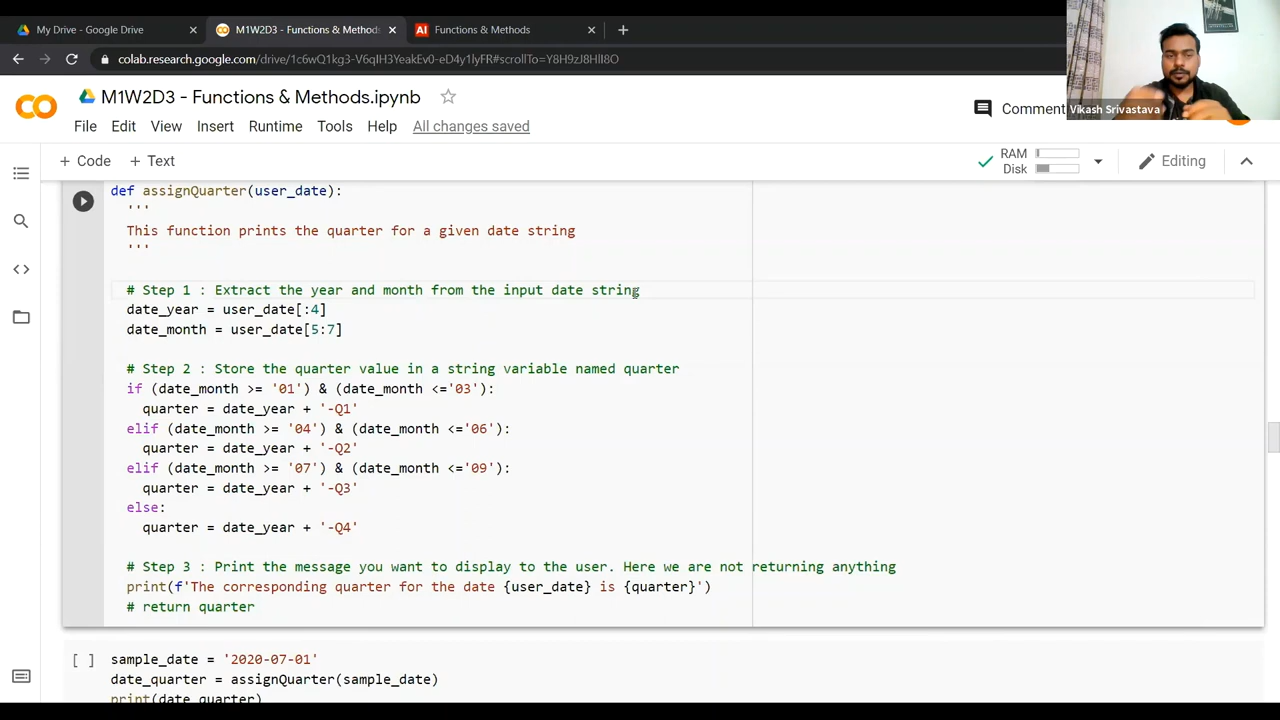 My Drive - Google Drive
M1W2D3 - Functions & Methods
AI
Functions & Methods
colab.research.google.com/drive/1c6wQ1kg3-V6qIH3YeakEv0-eD4y1lyFR#scrollTo=Y8H9zJ8HlI8O
M1W2D3 - Functions & Methods.ipynb
Comment
Vikash Srivastava
File Edit View Insert Runtime Tools Help All changes saved
+ Code + Text
RAM
Disk
Editing
def assignQuarter(user_date):
'''
This function prints the quarter for a given date string
'''
# Step 1 : Extract the year and month from the input date string
date_year = user_date[:4]
date_month = user_date[5:7]
# Step 2 : Store the quarter value in a string variable named quarter
if (date_month >= '01') & (date_month <='03'):
quarter = date_year + '-Q1'
elif (date_month >= '04') & (date_month <='06'):
quarter = date_year + '-Q2'
elif (date_month >= '07') & (date_month <='09'):
quarter = date_year + '-Q3'
else:
quarter = date_year + '-Q4'
# Step 3 : Print the message you want to display to the user. Here we are not returning anything
print(f'The corresponding quarter for the date {user_date} is {quarter}')
# return quarter
[ ] sample_date = '2020-07-01'
date_quarter = assignQuarter(sample_date)
print(date_quarter)